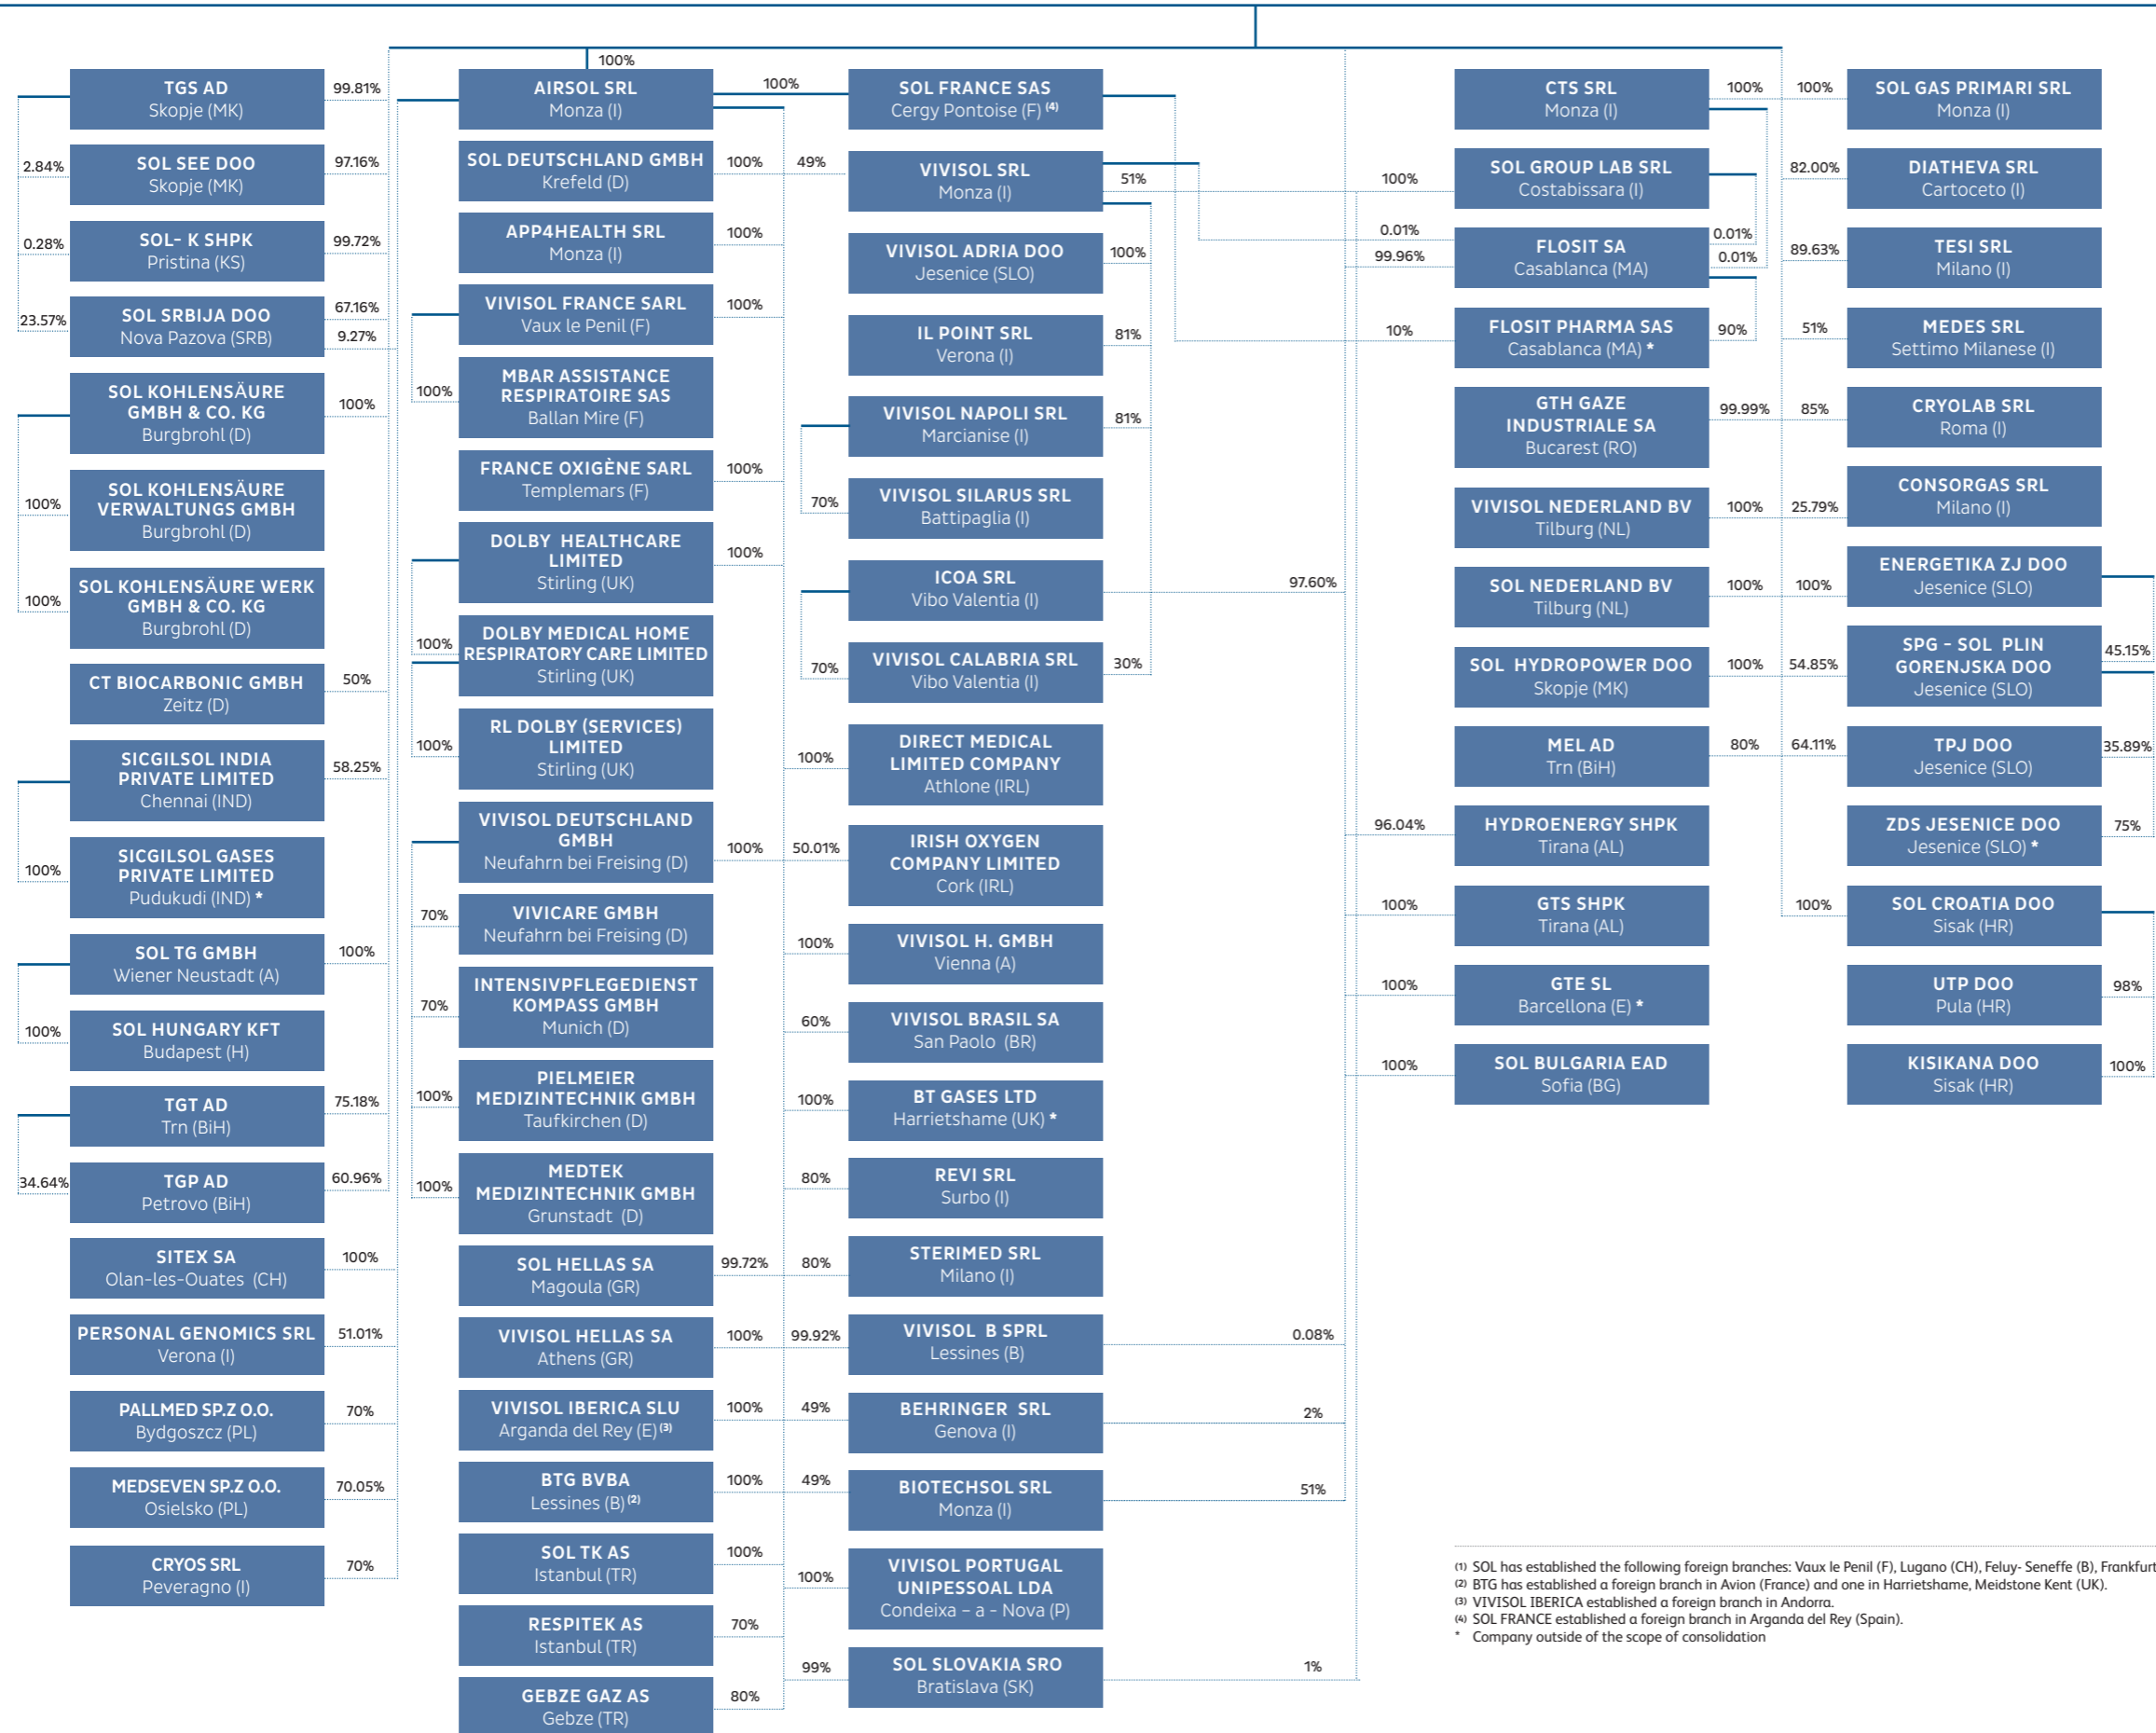 100%
TGS AD
Skopje (MK)
99.81%
2.84%
SOL SEE DOO
Skopje (MK)
97.16%
0.28%
SOL- K SHPK
Pristina (KS)
99.72%
23.57%
SOL SRBIJA DOO
Nova Pazova (SRB)
67.16%
9.27%
SOL KOHLENSÄURE
GMBH & CO. KG
Burgbrohl (D)
100%
100%
SOL KOHLENSÄURE
VERWALTUNGS GMBH
Burgbrohl (D)
100%
SOL KOHLENSÄURE WERK
GMBH & CO. KG
Burgbrohl (D)
CT BIOCARBONIC GMBH
Zeitz (D)
50%
SICGILSOL INDIA
PRIVATE LIMITED
Chennai (IND)
58.25%
100%
SICGILSOL GASES
PRIVATE LIMITED
Pudukudi (IND) *
SOL TG GMBH
Wiener Neustadt (A)
100%
100%
SOL HUNGARY KFT
Budapest (H)
TGT AD
Trn (BiH)
75.18%
34.64%
TGP AD
Petrovo (BiH)
60.96%
SITEX SA
Olan-les-Ouates (CH)
100%
PERSONAL GENOMICS SRL
Verona (I)
51.01%
PALLMED SP.Z O.O.
Bydgoszcz (PL)
70%
MEDSEVEN SP.Z O.O.
Osielsko (PL)
70.05%
CRYOS SRL
Peveragno (I)
70%
AIRSOL SRL
Monza (I)
100%
SOL DEUTSCHLAND GMBH
Krefeld (D)
100%
APP4HEALTH SRL
Monza (I)
100%
VIVISOL FRANCE SARL
Vaux le Penil (F)
100%
100%
MBAR ASSISTANCE
RESPIRATOIRE SAS
Ballan Mire (F)
FRANCE OXIGÈNE SARL
Templemars (F)
100%
DOLBY HEALTHCARE
LIMITED
Stirling (UK)
100%
100%
DOLBY MEDICAL HOME
RESPIRATORY CARE LIMITED
Stirling (UK)
100%
RL DOLBY (SERVICES)
LIMITED
Stirling (UK)
VIVISOL DEUTSCHLAND
GMBH
Neufahrn bei Freising (D)
100%
70%
VIVICARE GMBH
Neufahrn bei Freising (D)
70%
INTENSIVPFLEGEDIENST
KOMPASS GMBH
Munich (D)
100%
PIELMEIER
MEDIZINTECHNIK GMBH
Taufkirchen (D)
100%
MEDTEK
MEDIZINTECHNIK GMBH
Grunstadt (D)
SOL HELLAS SA
Magoula (GR)
99.72%
VIVISOL HELLAS SA
Athens (GR)
100%
VIVISOL IBERICA SLU
Arganda del Rey (E) (3)
100%
BTG BVBA
Lessines (B) (2)
100%
SOL TK AS
Istanbul (TR)
100%
RESPITEK AS
Istanbul (TR)
70%
GEBZE GAZ AS
Gebze (TR)
80%
SOL FRANCE SAS
Cergy Pontoise (F) (4)
49%
VIVISOL SRL
Monza (I)
51%
VIVISOL ADRIA DOO
Jesenice (SLO)
100%
IL POINT SRL
Verona (I)
81%
VIVISOL NAPOLI SRL
Marcianise (I)
81%
70%
VIVISOL SILARUS SRL
Battipaglia (I)
ICOA SRL
Vibo Valentia (I)
97.60%
70%
VIVISOL CALABRIA SRL
Vibo Valentia (I)
30%
100%
DIRECT MEDICAL
LIMITED COMPANY
Athlone (IRL)
50.01%
IRISH OXYGEN
COMPANY LIMITED
Cork (IRL)
100%
VIVISOL H. GMBH
Vienna (A)
60%
VIVISOL BRASIL SA
San Paolo (BR)
100%
BT GASES LTD
Harrietshame (UK) *
80%
REVI SRL
Surbo (I)
80%
STERIMED SRL
Milano (I)
99.92%
VIVISOL B SPRL
Lessines (B)
0.08%
49%
BEHRINGER SRL
Genova (I)
2%
49%
BIOTECHSOL SRL
Monza (I)
51%
100%
VIVISOL PORTUGAL
UNIPESSOAL LDA
Condeixa – a - Nova (P)
99%
SOL SLOVAKIA SRO
Bratislava (SK)
1%
CTS SRL
Monza (I)
100%
100%
SOL GROUP LAB SRL
Costabissara (I)
0.01%
99.96%
FLOSIT SA
Casablanca (MA)
0.01%
0.01%
10%
FLOSIT PHARMA SAS
Casablanca (MA) *
90%
GTH GAZE
INDUSTRIALE SA
Bucarest (RO)
99.99%
VIVISOL NEDERLAND BV
Tilburg (NL)
100%
SOL NEDERLAND BV
Tilburg (NL)
100%
SOL HYDROPOWER DOO
Skopje (MK)
100%
MEL AD
Trn (BiH)
80%
96.04%
HYDROENERGY SHPK
Tirana (AL)
100%
GTS SHPK
Tirana (AL)
100%
GTE SL
Barcellona (E) *
100%
SOL BULGARIA EAD
Sofia (BG)
100%
SOL GAS PRIMARI SRL
Monza (I)
82.00%
DIATHEVA SRL
Cartoceto (I)
89.63%
TESI SRL
Milano (I)
51%
MEDES SRL
Settimo Milanese (I)
85%
CRYOLAB SRL
Roma (I)
25.79%
CONSORGAS SRL
Milano (I)
100%
ENERGETIKA ZJ DOO
Jesenice (SLO)
54.85%
SPG – SOL PLIN
GORENJSKA DOO
Jesenice (SLO)
45.15%
64.11%
TPJ DOO
Jesenice (SLO)
35.89%
ZDS JESENICE DOO
Jesenice (SLO) *
75%
100%
SOL CROATIA DOO
Sisak (HR)
UTP DOO
Pula (HR)
98%
KISIKANA DOO
Sisak (HR)
100%
(1) SOL has established the following foreign branches: Vaux le Penil (F), Lugano (CH), Feluy- Seneffe (B), Frankfurt
(2) BTG has established a foreign branch in Avion (France) and one in Harrietshame, Meidstone Kent (UK).
(3) VIVISOL IBERICA established a foreign branch in Andorra.
(4) SOL FRANCE established a foreign branch in Arganda del Rey (Spain).
* Company outside of the scope of consolidation